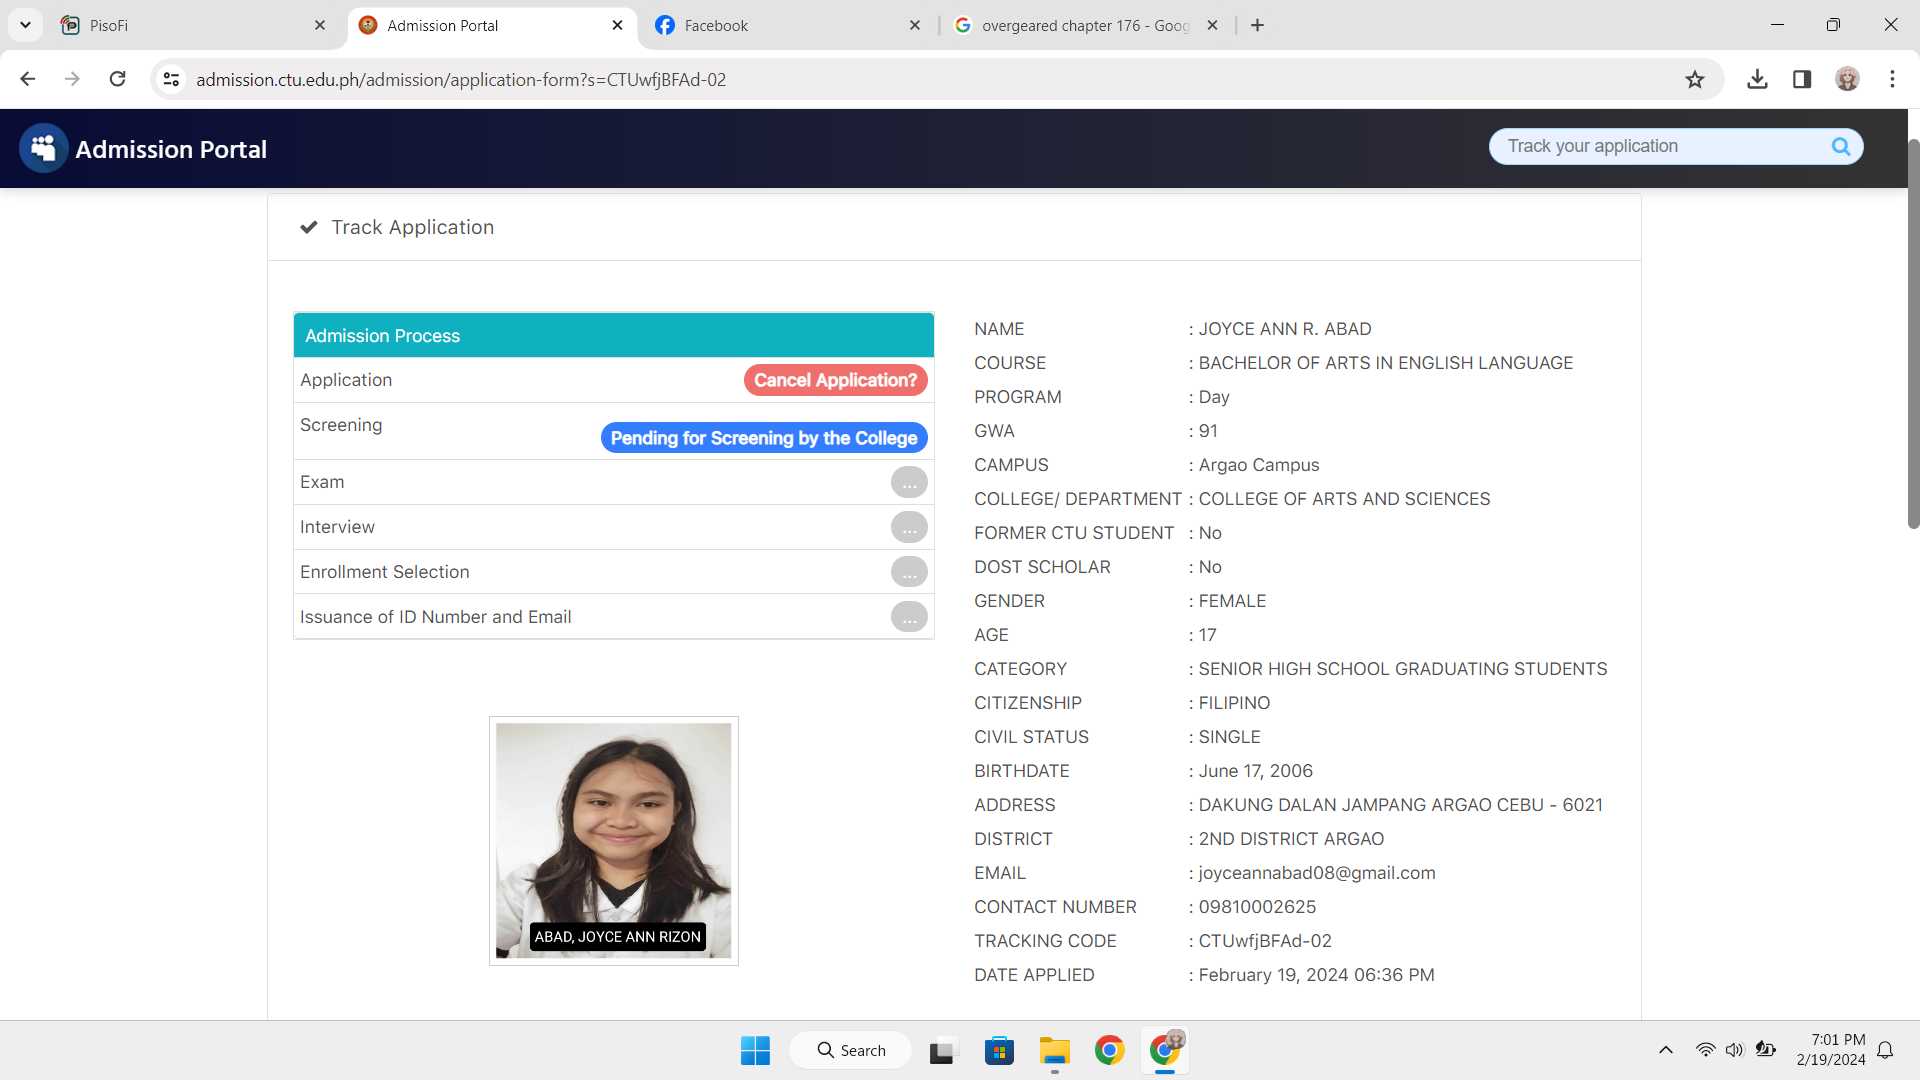 PisoFi
Admission Portal
Facebook
overgeared chapter 176 - Goog
admission.ctu.edu.ph/admission/application-form?s=CTUwfjBFAd-02
Admission Portal
Track your application
Track Application
Admission Process
Application
Cancel Application?
Screening
Pending for Screening by the College
Exam
...
Interview
...
Enrollment Selection
...
Issuance of ID Number and Email
...
ABAD, JOYCE ANN RIZON
NAME : JOYCE ANN R. ABAD
COURSE : BACHELOR OF ARTS IN ENGLISH LANGUAGE
PROGRAM : Day
GWA : 91
CAMPUS : Argao Campus
COLLEGE/ DEPARTMENT : COLLEGE OF ARTS AND SCIENCES
FORMER CTU STUDENT : No
DOST SCHOLAR : No
GENDER : FEMALE
AGE : 17
CATEGORY : SENIOR HIGH SCHOOL GRADUATING STUDENTS
CITIZENSHIP : FILIPINO
CIVIL STATUS : SINGLE
BIRTHDATE : June 17, 2006
ADDRESS : DAKUNG DALAN JAMPANG ARGAO CEBU - 6021
DISTRICT : 2ND DISTRICT ARGAO
EMAIL : joyceannabad08@gmail.com
CONTACT NUMBER : 09810002625
TRACKING CODE : CTUwfjBFAd-02
DATE APPLIED : February 19, 2024 06:36 PM
Search
7:01 PM
2/19/2024